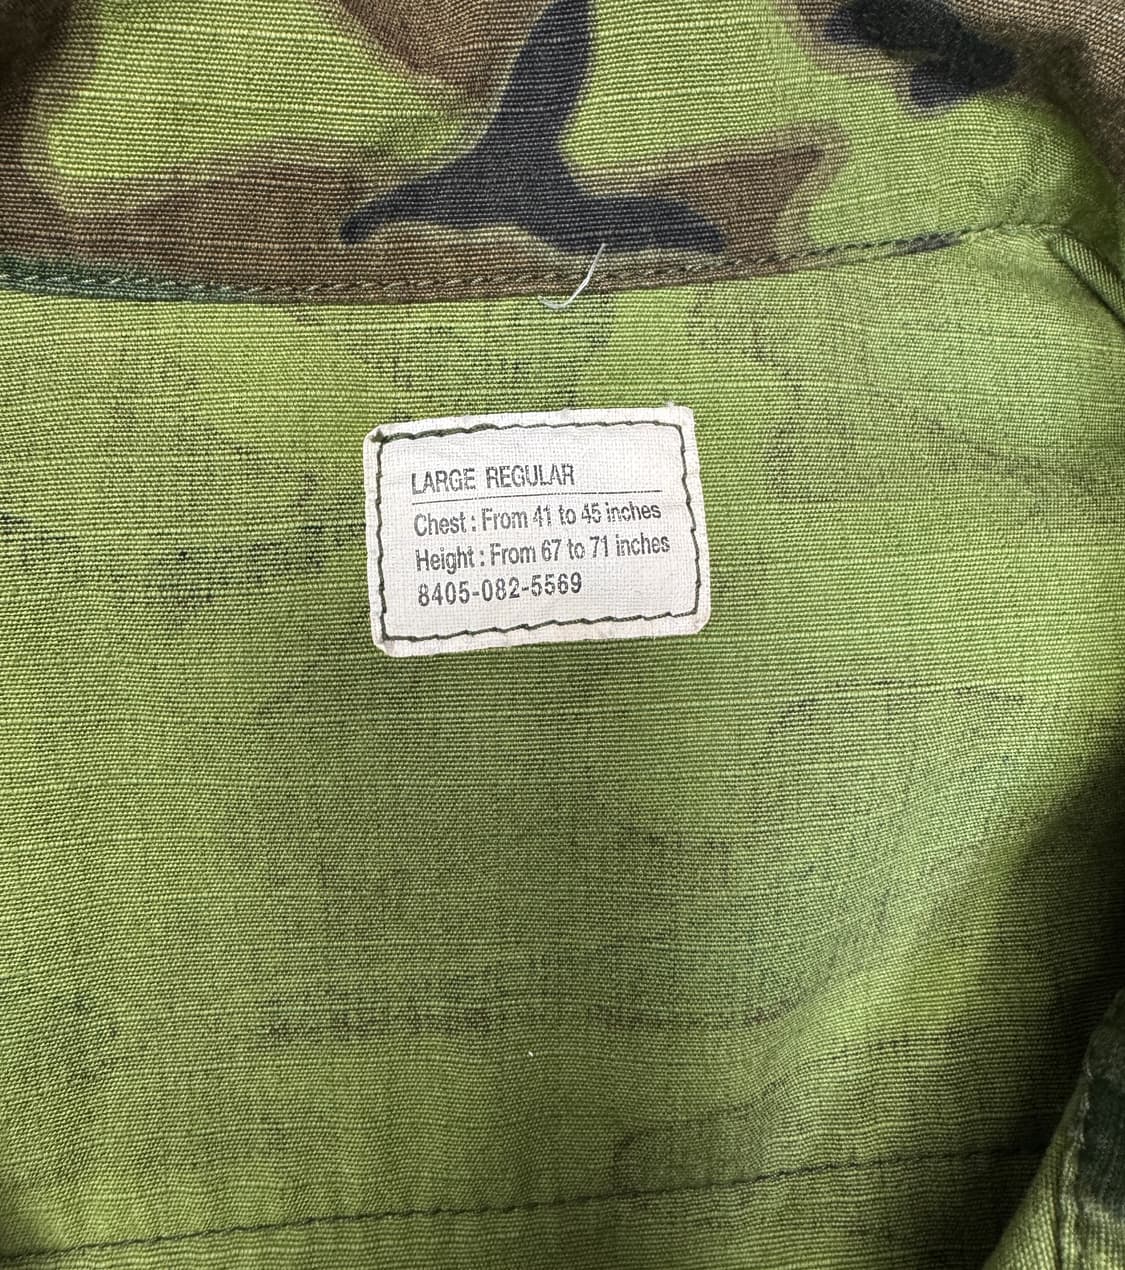 LARGE REGULAR
Chest : From 41 to 45 inches
Height : From 67 to 71 inches
8405-082-5569